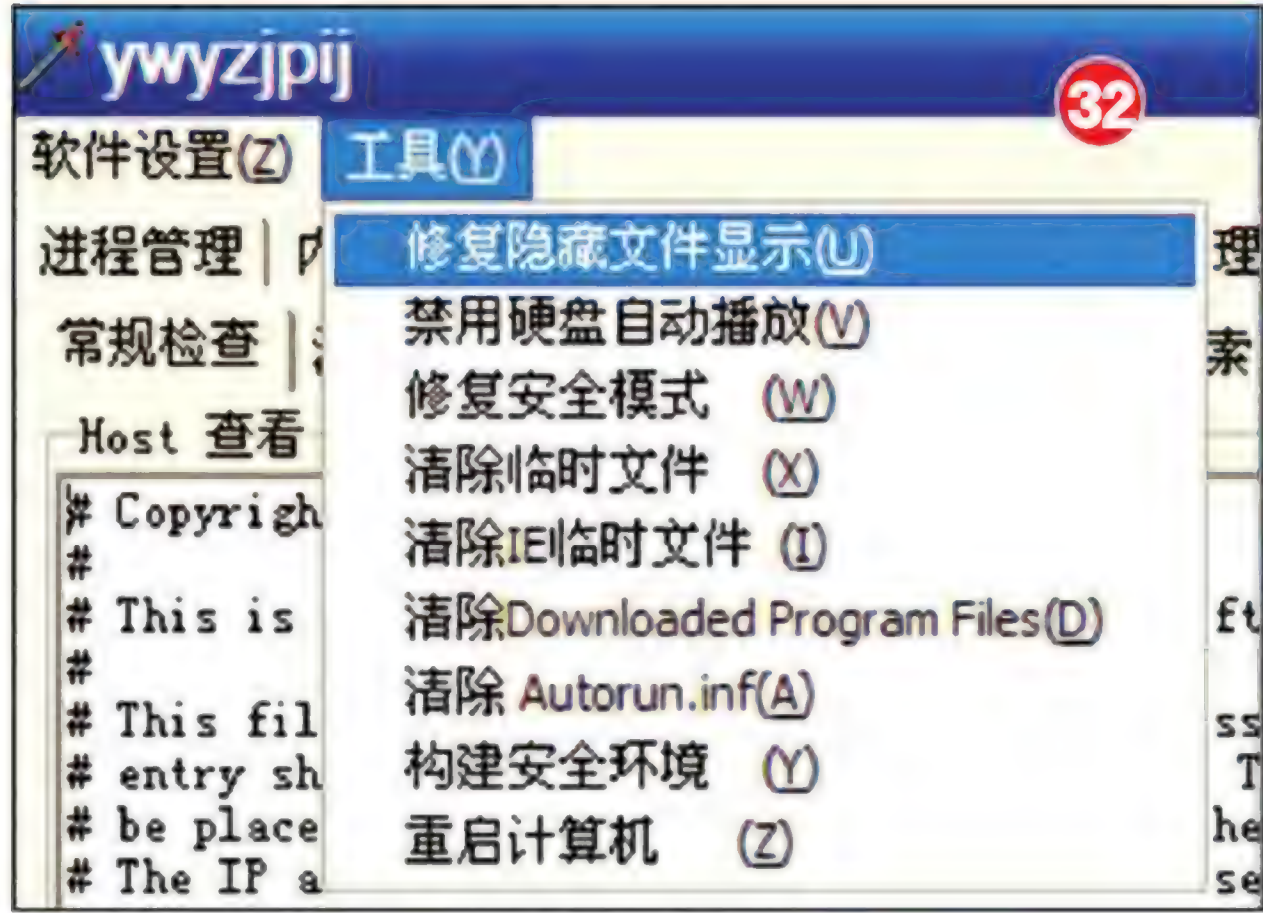 ywyzjpij
32
软件设置(Z) 工具(Y)
进程管理
修复隐藏文件显示(U)
理
禁用硬盘自动播放(V)
常规检查
索
修复安全模式 (W)
Host 查看
清除临时文件 (X)
# Copyrigh
清除IE临时文件 (I)
#
# This is
清除Downloaded Program Files(D)
ft
#
清除 Autorun.inf(A)
# This fil
ss
# entry sh
构建安全环境 (Y)
T
# be place
重启计算机 (Z)
he
# The IP a
se